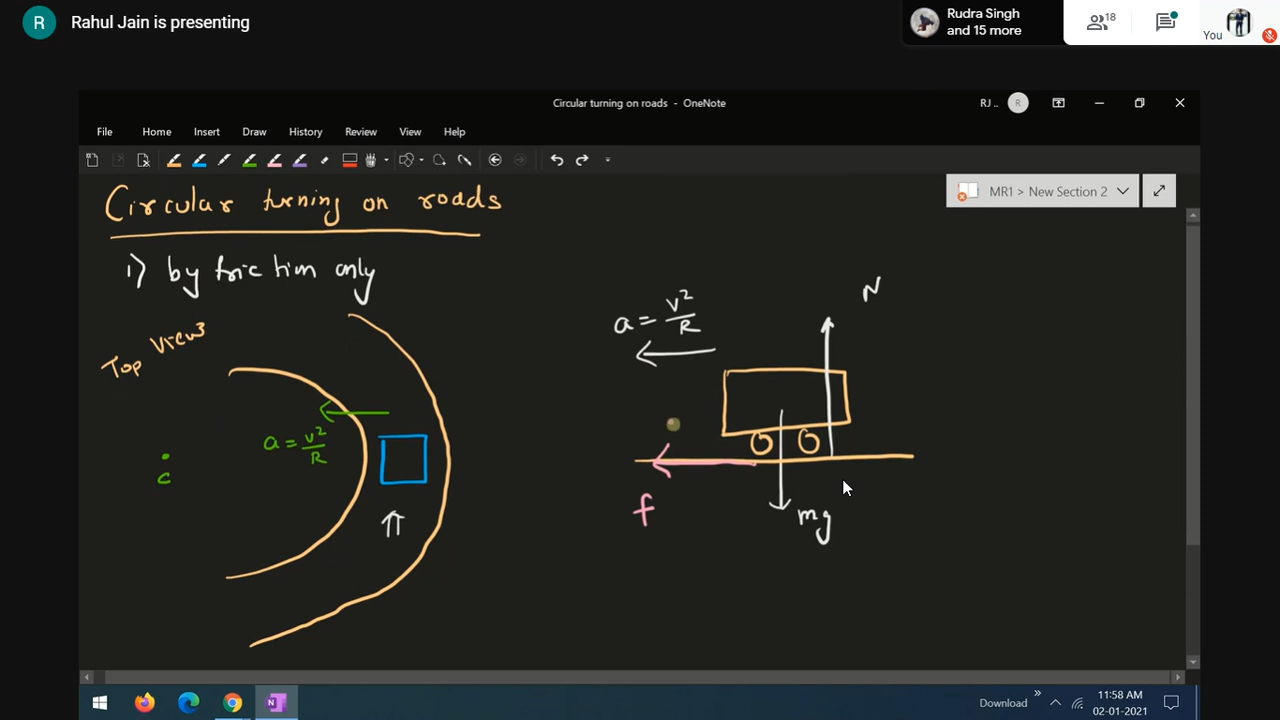 R Rahul Jain is presenting
Rudra Singh
and 15 more
18
You
Circular turning on roads - OneNote
RJ .. R
File Home Insert Draw History Review View Help
MR1 > New Section 2
Circular turning on roads
1) by friction only
Top View
a = v²/R
c
⇑
N
a = v²/R
f
mg
Download »
11:58 AM
02-01-2021